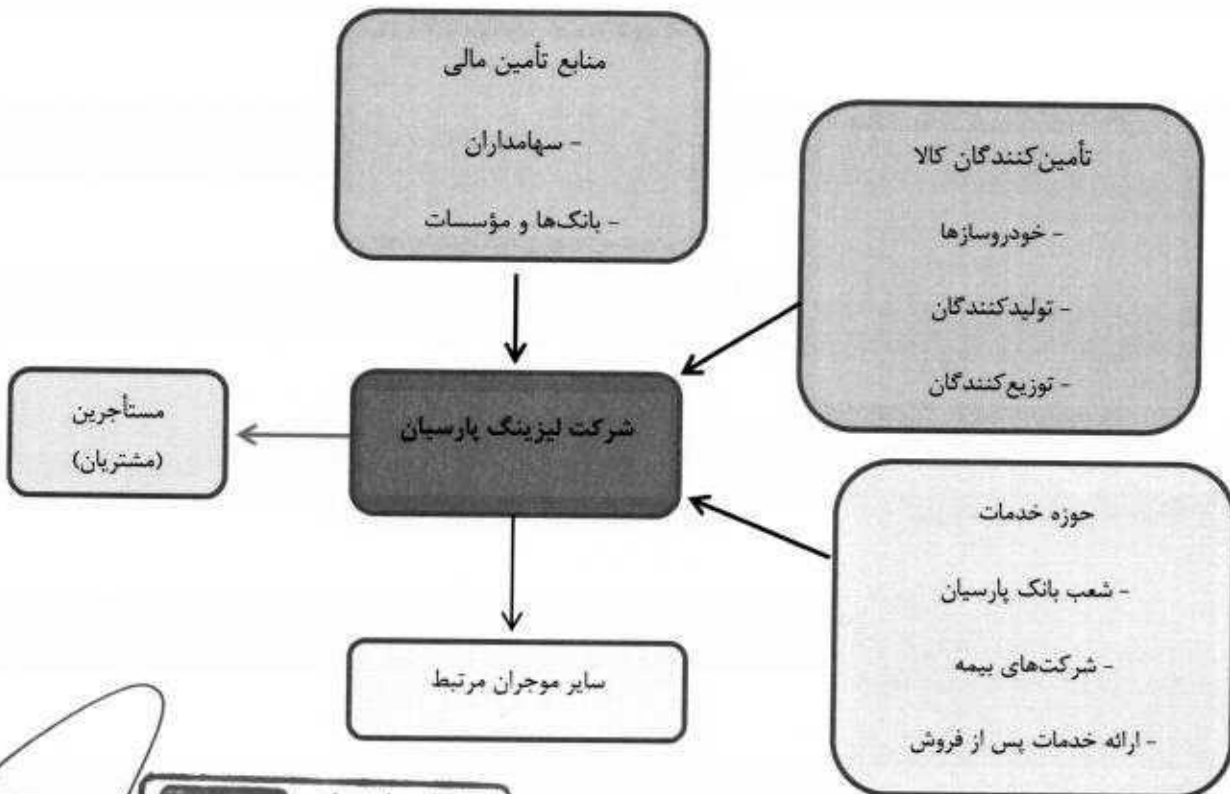 منابع تأمین مالی
- سهامداران
- بانک‌ها و مؤسسات
تأمین‌کنندگان کالا
- خودروسازها
- تولیدکنندگان
- توزیع‌کنندگان
شرکت لیزینگ پارسیان
مستأجرین
(مشتریان)
حوزه خدمات
- شعب بانک پارسیان
- شرکت‌های بیمه
- ارائه خدمات پس از فروش
سایر موجران مرتبط